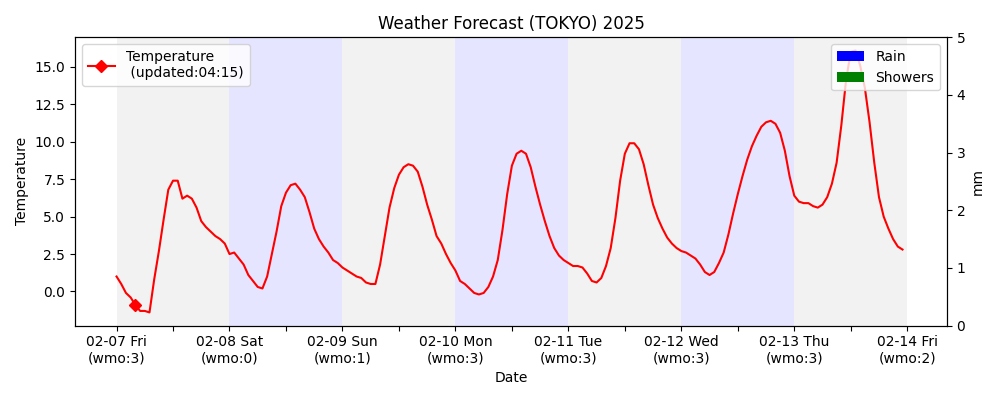 Weather Forecast (TOKYO) 2025
Temperature
(updated:04:15)
Rain
Showers
Temperature
15.0
12.5
10.0
7.5
5.0
2.5
0.0
5
4
3
2
1
0
mm
02-07 Fri
(wmo:3)
02-08 Sat
(wmo:0)
02-09 Sun
(wmo:1)
02-10 Mon
(wmo:3)
02-11 Tue
(wmo:3)
02-12 Wed
(wmo:3)
02-13 Thu
(wmo:3)
02-14 Fri
(wmo:2)
Date